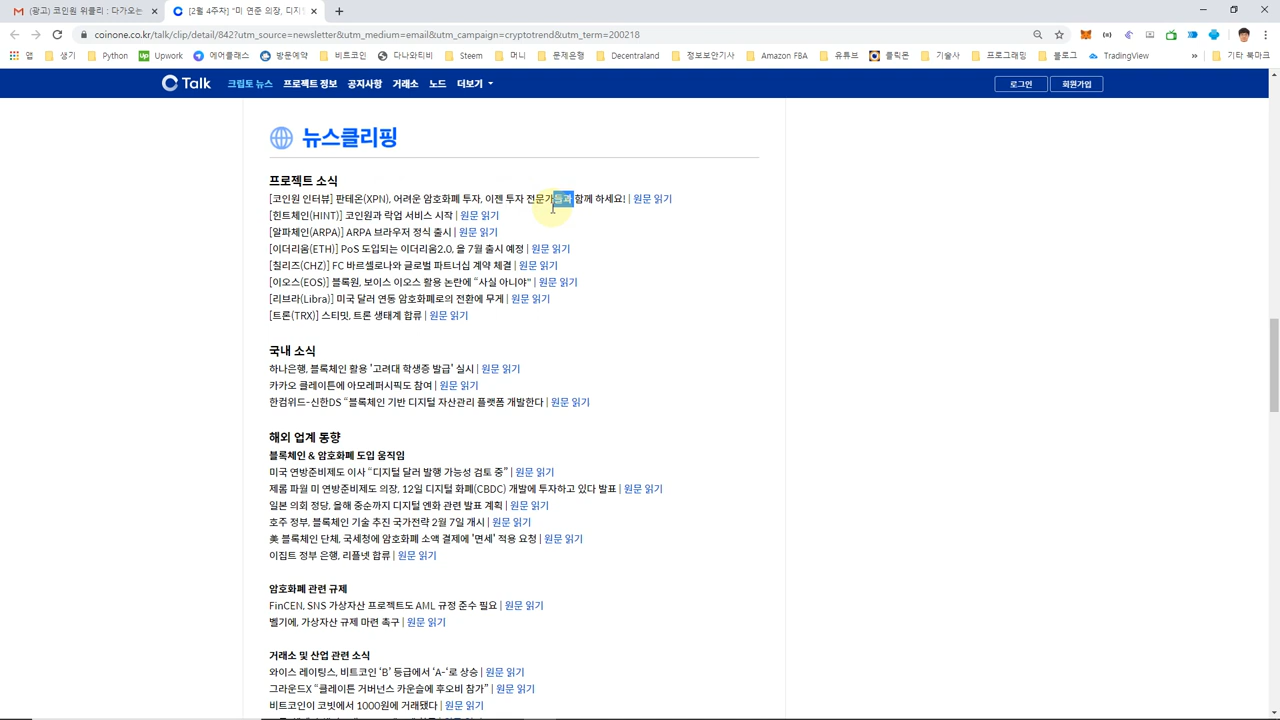 (광고) 코인원 위클리 : 다가오는
[2월 4주차] "미 연준 의장, 디지
coinone.co.kr/talk/clip/detail/842?utm_source=newsletter&utm_medium=email&utm_campaign=cryptotrend&utm_term=200218
앱 생기 Python Upwork 에어클래스 방문예약 비트코인 다나와티비 Steem 머니 문제은행 Decentraland 정보보안기사 Amazon FBA 유튜브 클릭몬 기술사 프로그래밍 블로그 TradingView » 기타 북마크
Talk 크립토 뉴스 프로젝트 정보 공지사항 거래소 노드 더보기 로그인 회원가입
뉴스클리핑
프로젝트 소식
[코인원 인터뷰] 판테온(XPN), 어려운 암호화폐 투자, 이젠 투자 전문가들과 함께 하세요! | 원문 읽기
[힌트체인(HINT)] 코인원과 락업 서비스 시작 | 원문 읽기
[알파체인(ARPA)] ARPA 브라우저 정식 출시 | 원문 읽기
[이더리움(ETH)] PoS 도입되는 이더리움2.0, 올 7월 출시 예정 | 원문 읽기
[칠리즈(CHZ)] FC 바르셀로나와 글로벌 파트너십 계약 체결 | 원문 읽기
[이오스(EOS)] 블록원, 보이스 이오스 활용 논란에 “사실 아니야" | 원문 읽기
[리브라(Libra)] 미국 달러 연동 암호화폐로의 전환에 무게 | 원문 읽기
[트론(TRX)] 스티밋, 트론 생태계 합류 | 원문 읽기
국내 소식
하나은행, 블록체인 활용 '고려대 학생증 발급' 실시 | 원문 읽기
카카오 클레이튼에 아모레퍼시픽도 참여 | 원문 읽기
한컴위드-신한DS “블록체인 기반 디지털 자산관리 플랫폼 개발한다 | 원문 읽기
해외 업계 동향
블록체인 & 암호화폐 도입 움직임
미국 연방준비제도 이사 “디지털 달러 발행 가능성 검토 중” | 원문 읽기
제롬 파월 미 연방준비제도 의장, 12일 디지털 화폐(CBDC) 개발에 투자하고 있다 발표 | 원문 읽기
일본 의회 정당, 올해 중순까지 디지털 엔화 관련 발표 계획 | 원문 읽기
호주 정부, 블록체인 기술 추진 국가전략 2월 7일 개시 | 원문 읽기
美 블록체인 단체, 국세청에 암호화폐 소액 결제에 '면세' 적용 요청 | 원문 읽기
이집트 정부 은행, 리플넷 합류 | 원문 읽기
암호화폐 관련 규제
FinCEN, SNS 가상자산 프로젝트도 AML 규정 준수 필요 | 원문 읽기
벨기에, 가상자산 규제 마련 촉구 | 원문 읽기
거래소 및 산업 관련 소식
와이스 레이팅스, 비트코인 ‘B’ 등급에서 ‘A-‘로 상승 | 원문 읽기
그라운드X “클레이튼 거버넌스 카운슬에 후오비 참가” | 원문 읽기
비트코인이 코빗에서 1000원에 거래됐다 | 원문 읽기